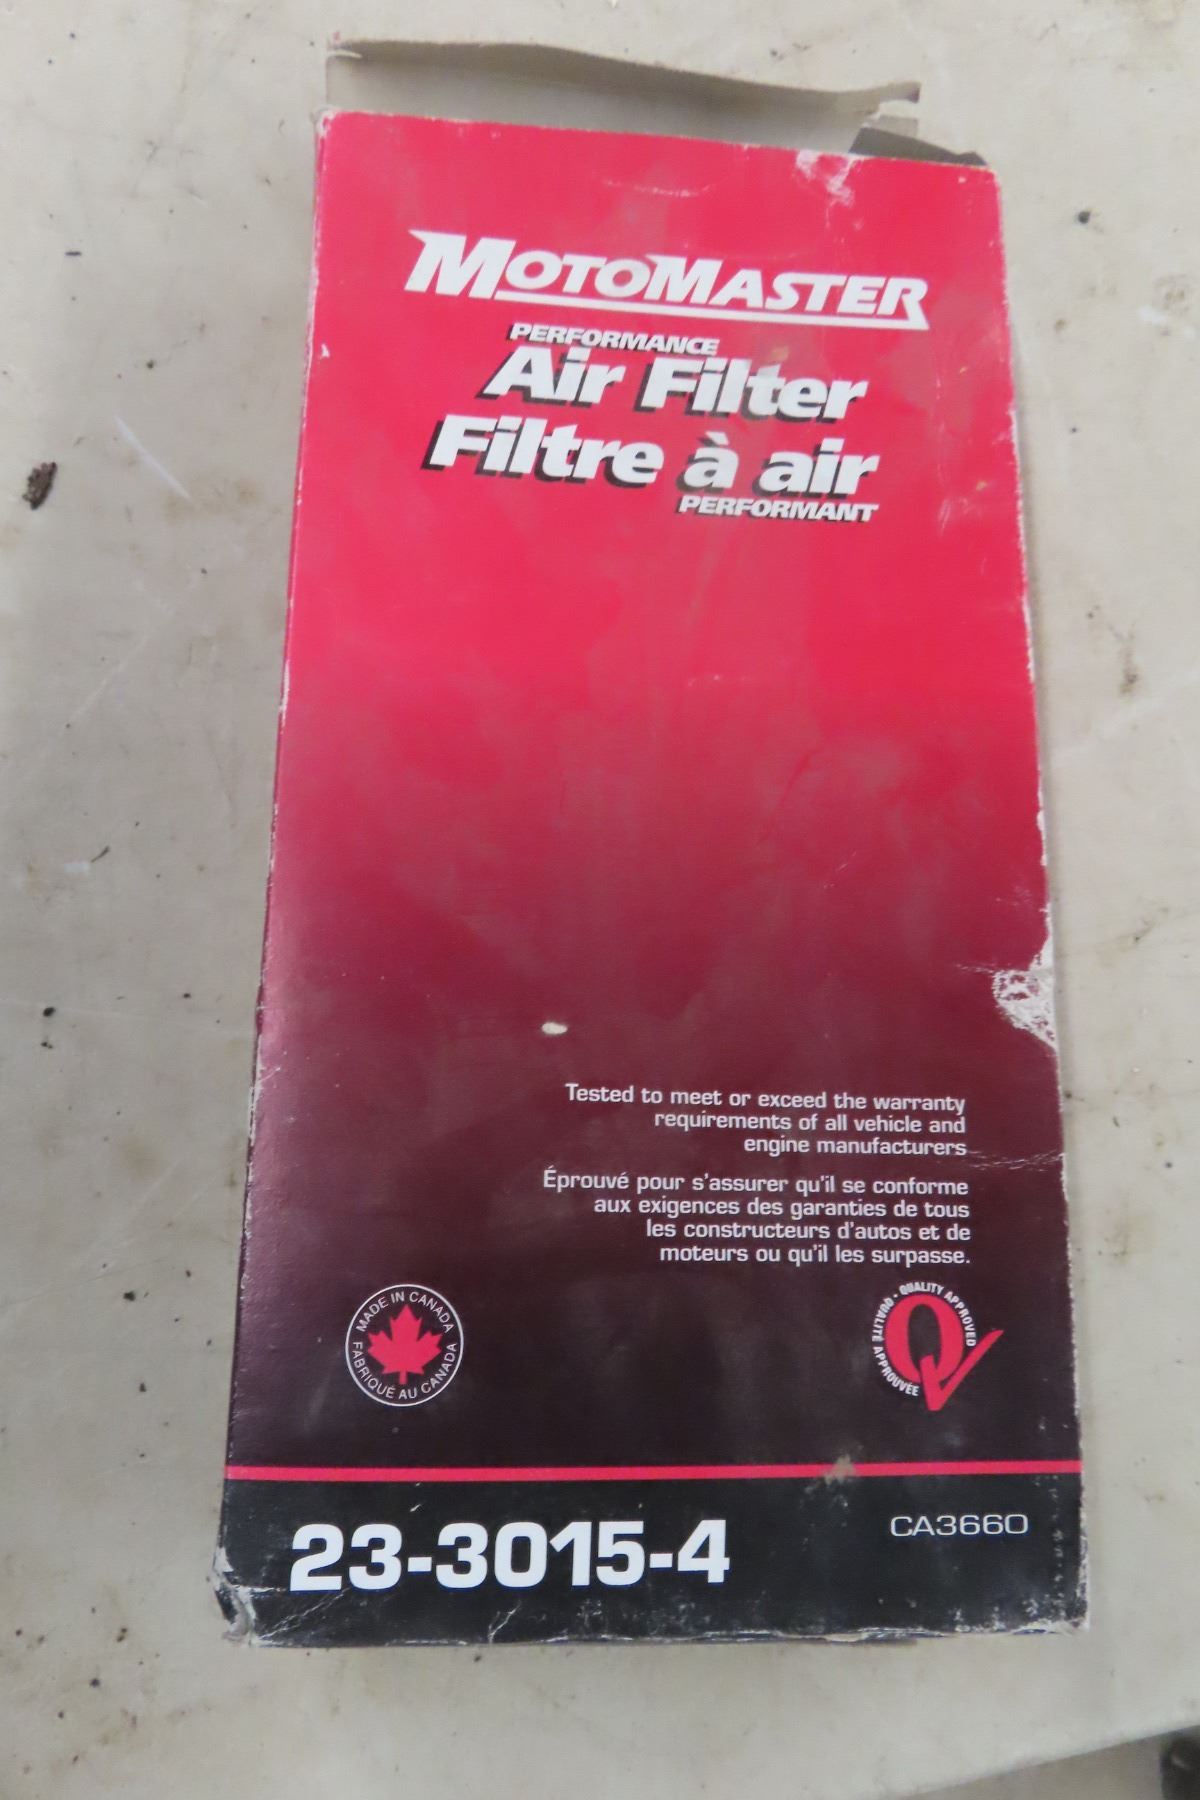 MOTOMASTER
PERFORMANCE
Air Filter
Filtre à air
PERFORMANT
Tested to meet or exceed the warranty
requirements of all vehicle and
engine manufacturers
Éprouvé pour s'assurer qu'il se conforme
aux exigences des garanties de tous
les constructeurs d'autos et de
moteurs ou qu'il les surpasse.
MADE IN CANADA
FABRIQUÉ AU CANADA
QUALITY APPROVED
QUALITÉ APPROUVÉE
Q
23-3015-4
CA3660